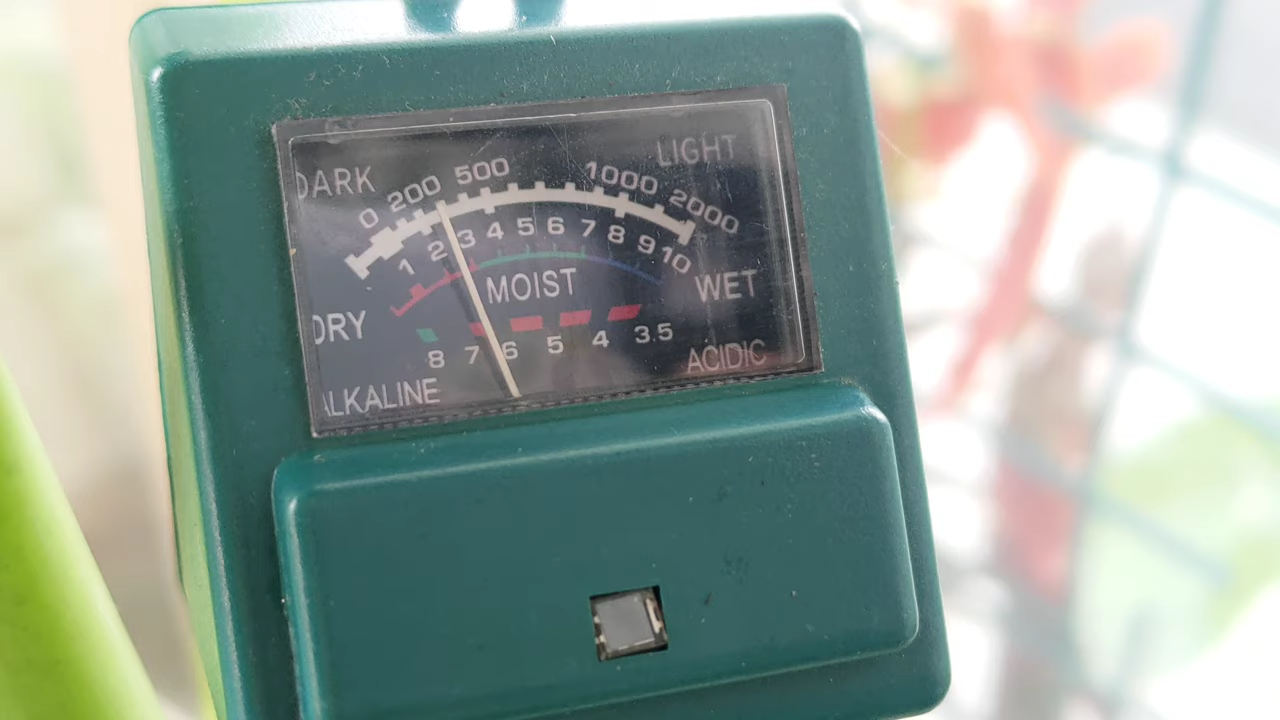 DARK LIGHT
0 200 500 1000 2000
1 2 3 4 5 6 7 8 9 10
DRY MOIST WET
8 7 6 5 4 3.5
LKALINE ACIDIC